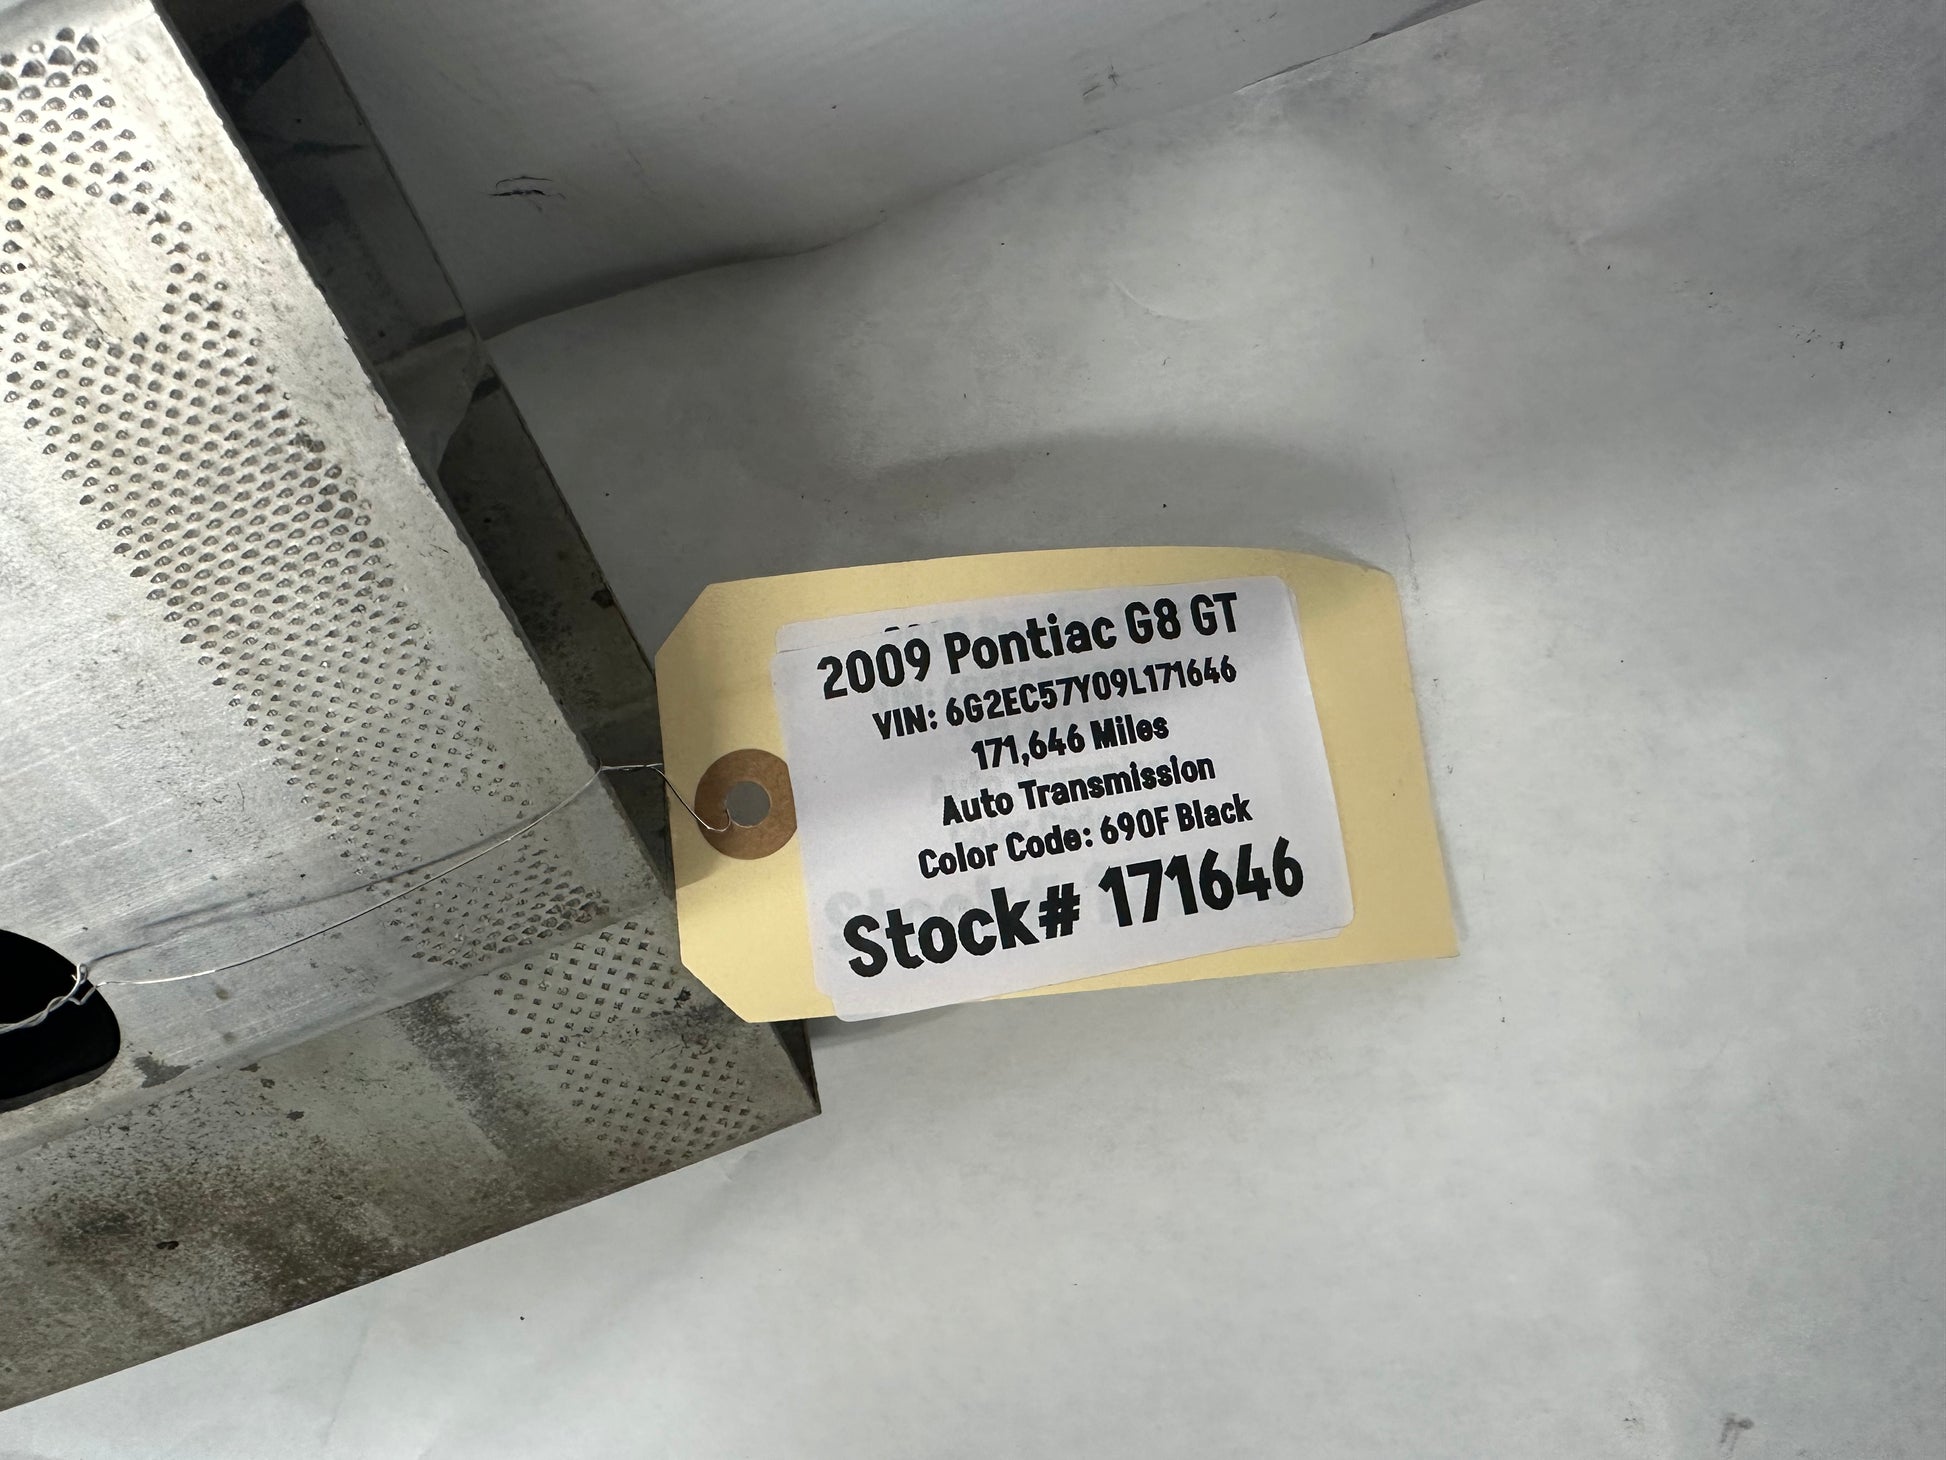 2009 Pontiac G8 GT
VIN: 6G2EC57Y09L171646
171,646 Miles
Auto Transmission
Color Code: 690F Black
Stock# 171646